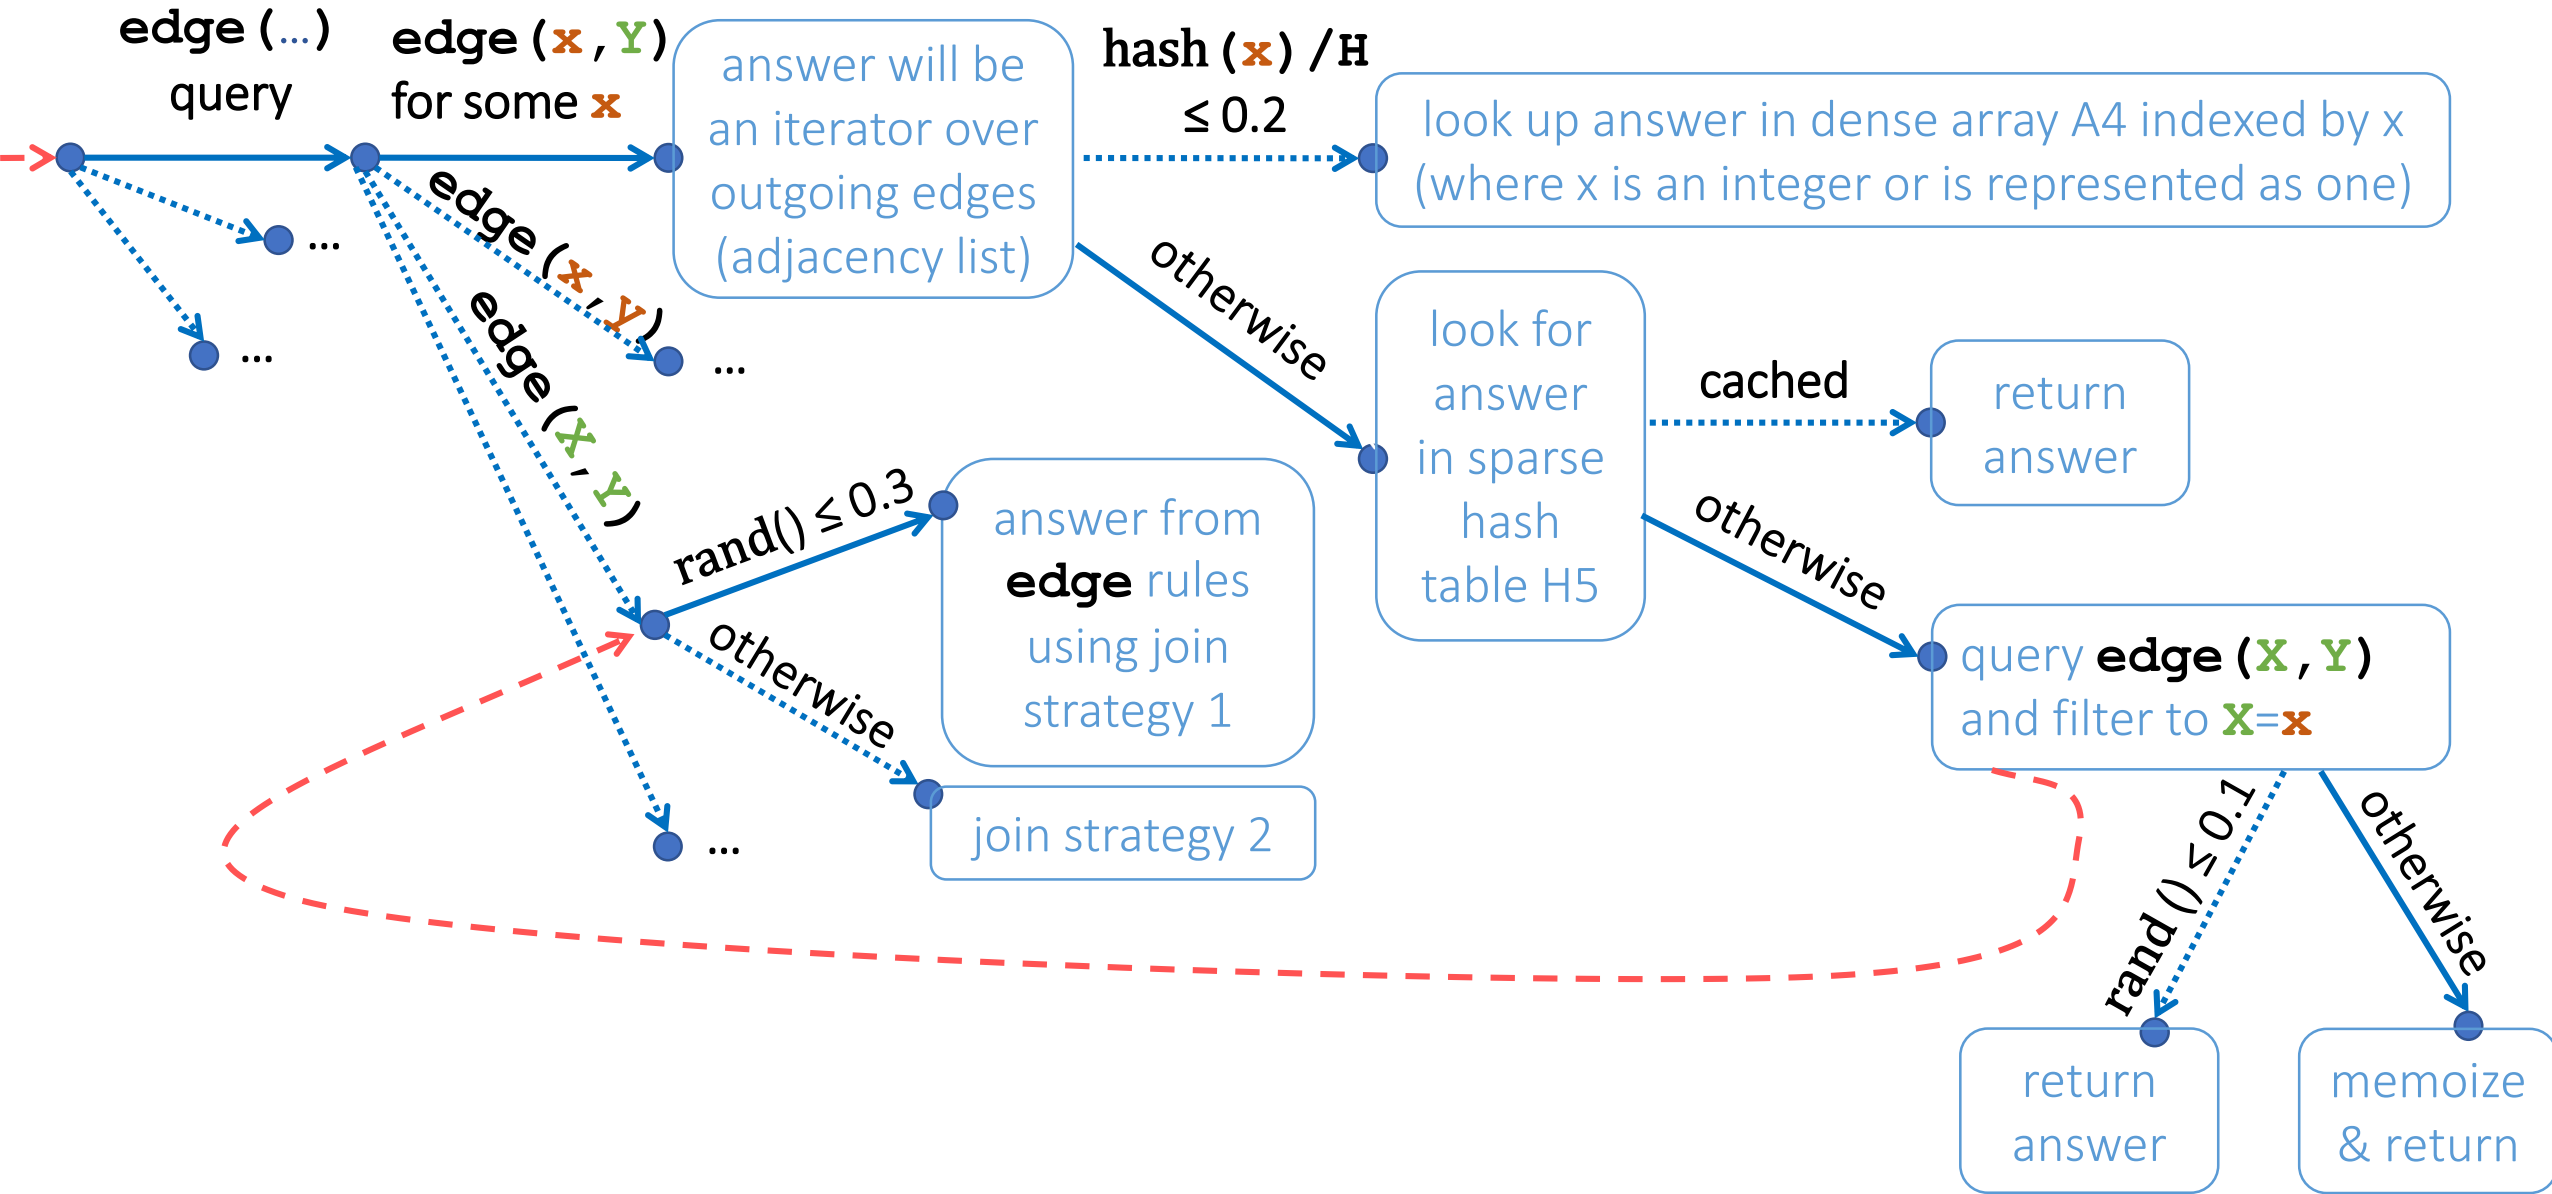 edge(…)
query
edge(x,Y)
for some x
answer will be
an iterator over
outgoing edges
(adjacency list)
hash(x)/H
≤ 0.2
look up answer in dense array A4 indexed by x
(where x is an integer or is represented as one)
…
…
edge(x,y)
…
edge(X,Y)
otherwise
look for
answer
in sparse
hash
table H5
cached
return
answer
otherwise
query edge(X,Y)
and filter to X=x
rand() ≤ 0.3
answer from
edge rules
using join
strategy 1
otherwise
join strategy 2
…
rand() ≤ 0.1
otherwise
return
answer
memoize
& return